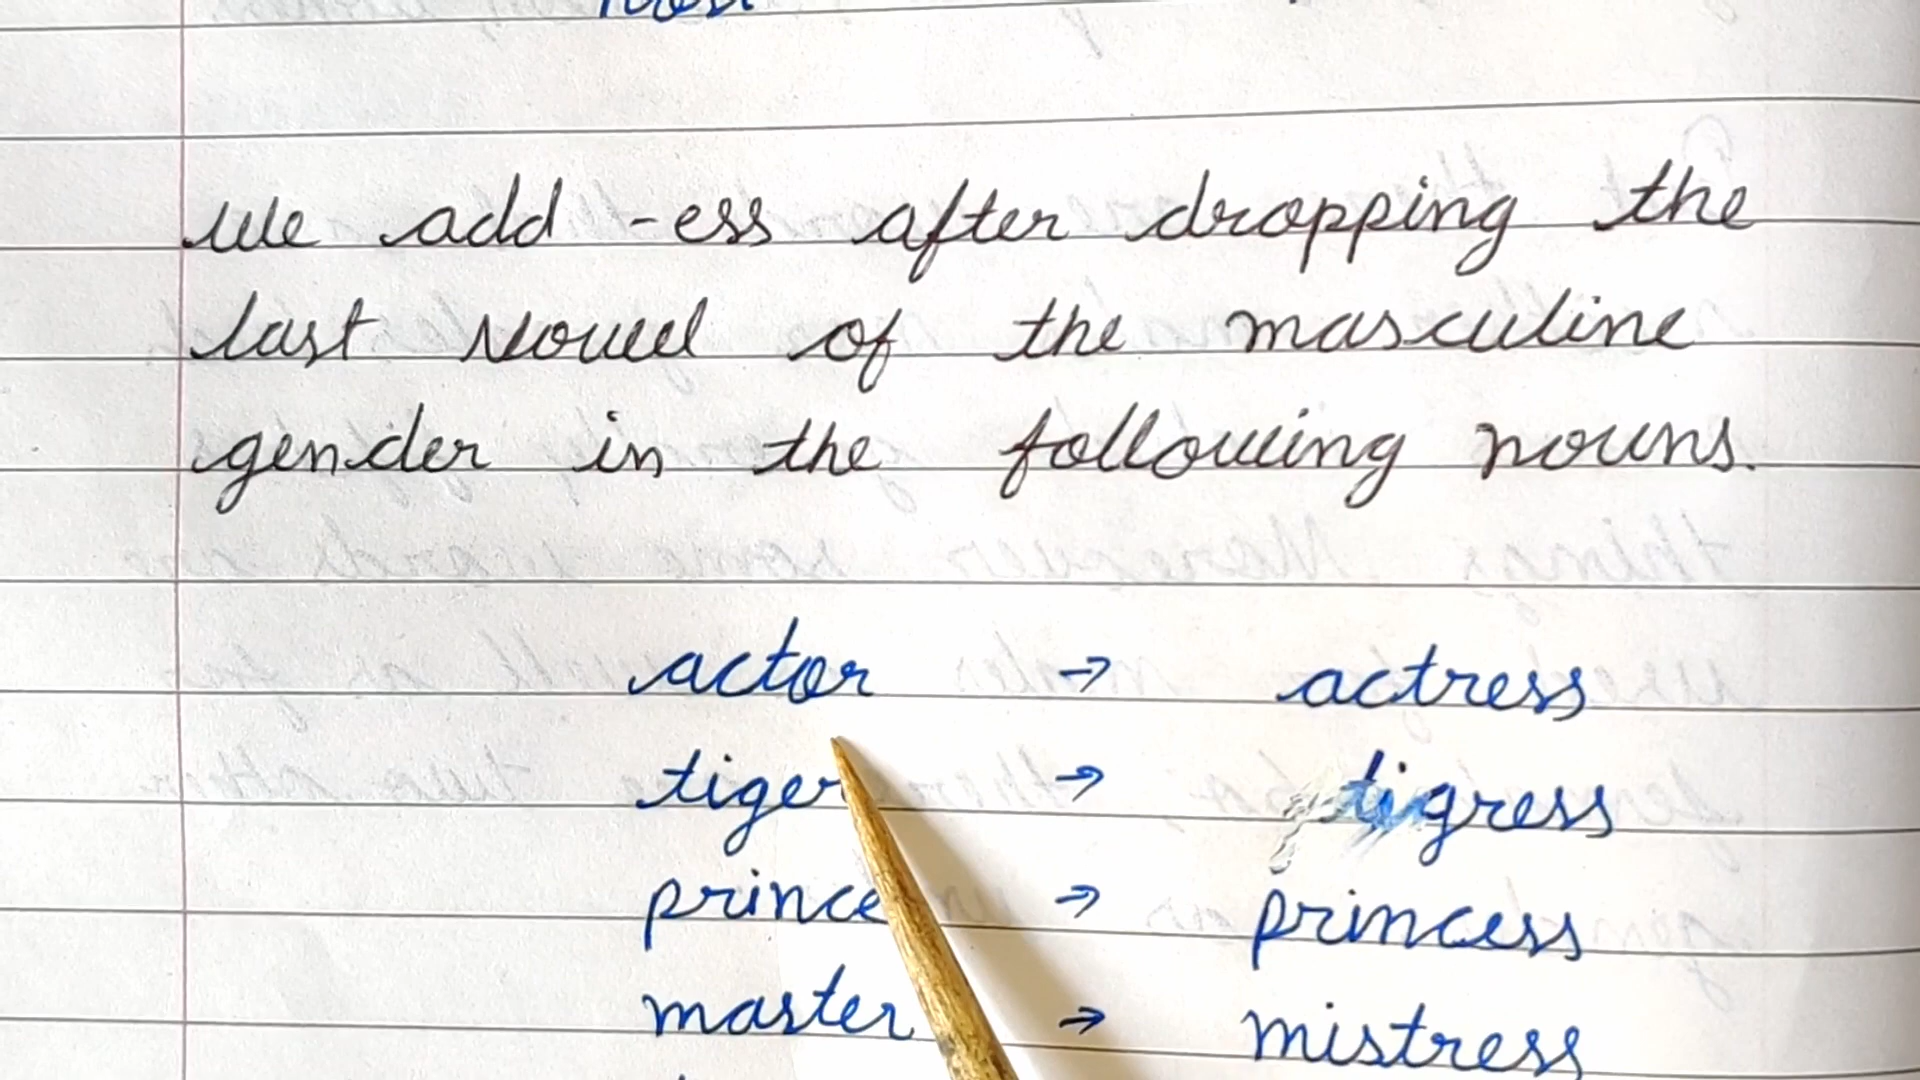 We add -ess after dropping the
last vowel of the masculine
gender in the following nouns.
actor → actress
tiger → tigress
prince → princess
master → mistress